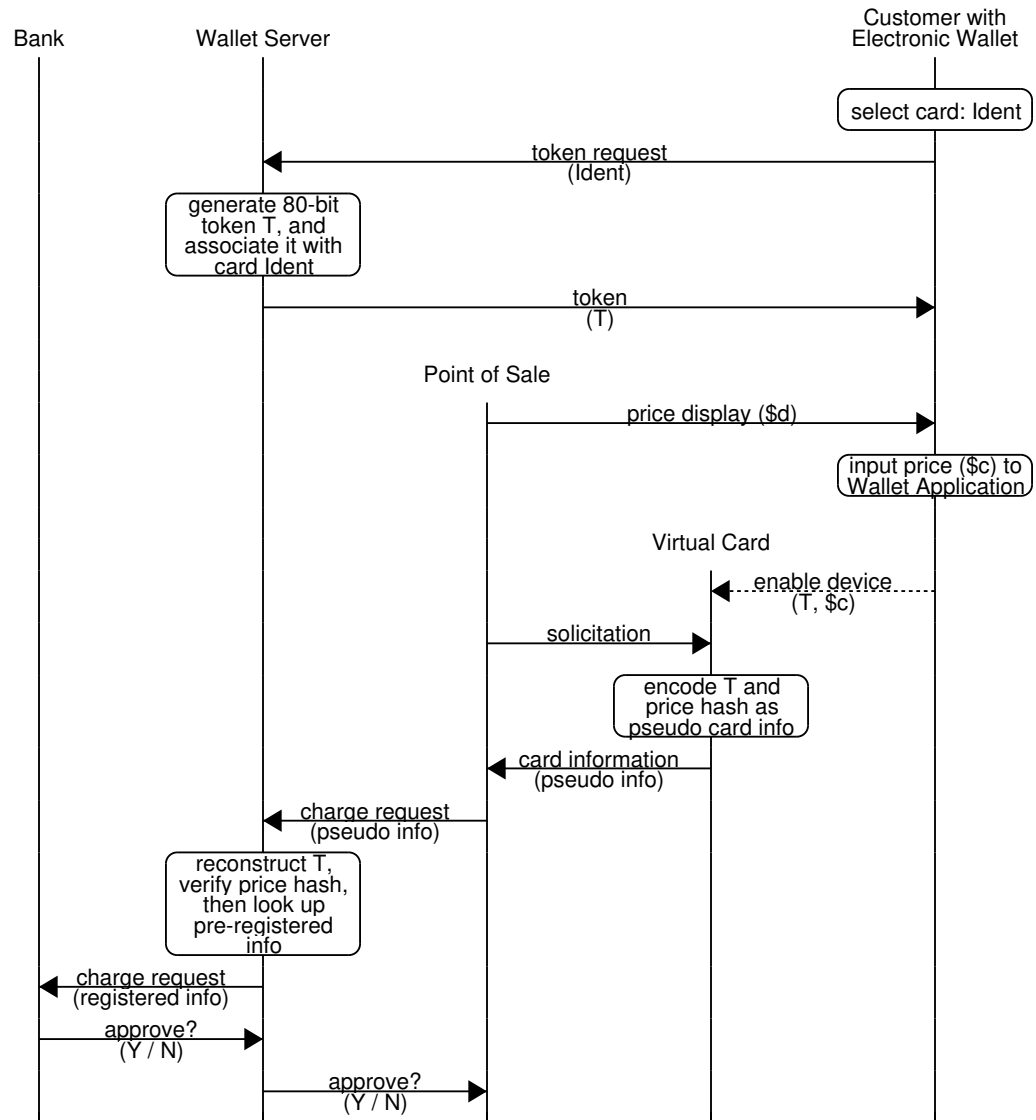 Customer with
Bank
Wallet Server
Electronic Wallet
select card: Ident
token request
(Ident)
generate 80-bit
token T, and
associate it with
card Ident
token
(T)
Point of Sale
price display ($d)
input price ($c) to
Wallet Application
Virtual Card
enable device
(T, $c)
solicitation
encode T and
price hash as
pseudo card info
card information
(pseudo info)
charge request
(pseudo info)
reconstruct T,
verify price hash,
then look up
pre-registered
info
charge request
(registered info)
approve?
(Y / N)
approve?
(Y / N)